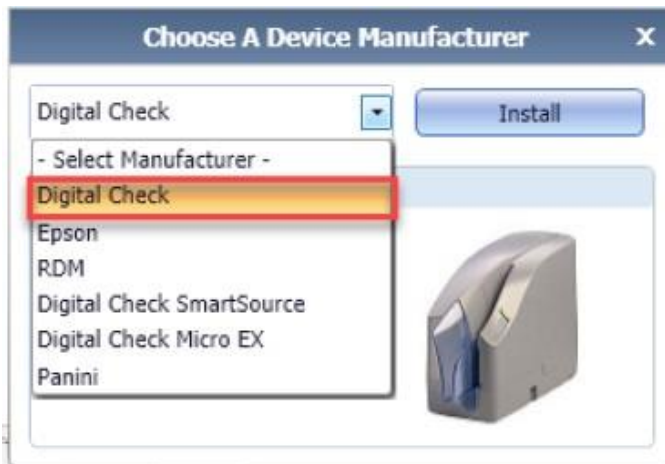 Choose A Device Manufacturer X
Digital Check Install
- Select Manufacturer -
Digital Check
Epson
RDM
Digital Check SmartSource
Digital Check Micro EX
Panini